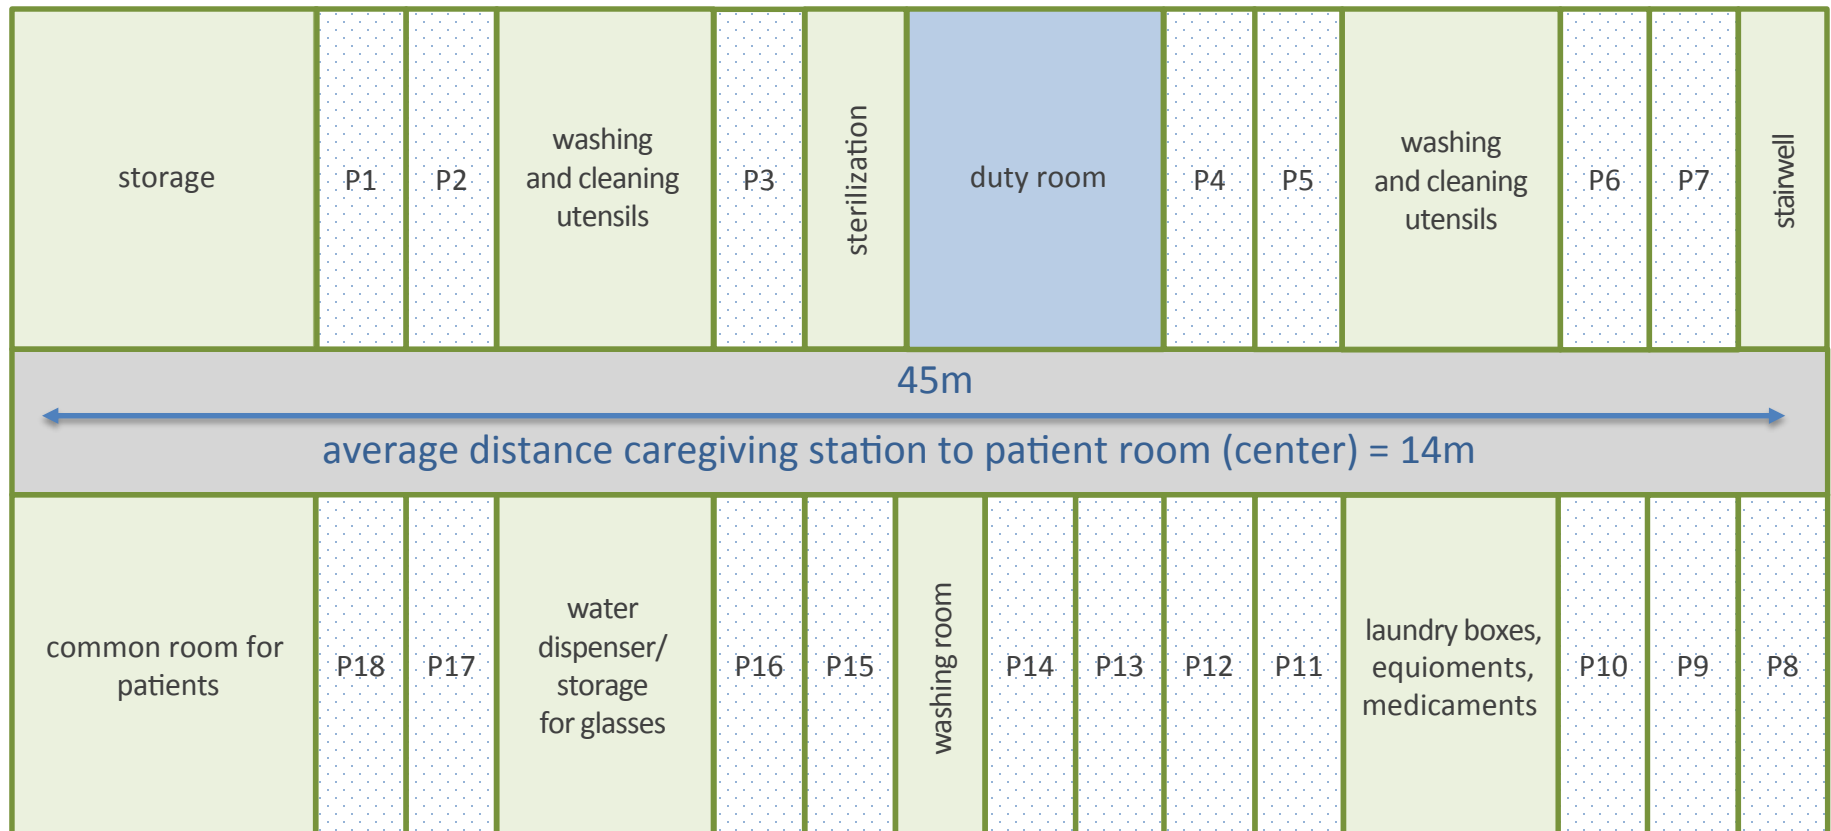 storage
P1
P2
washing
and cleaning
utensils
P3
sterilization
duty room
P4
P5
washing
and cleaning
utensils
P6
P7
stairwell
45m
average distance caregiving station to patient room (center) = 14m
common room for
patients
P18
P17
water
dispenser/
storage
for glasses
P16
P15
washing room
P14
P13
P12
P11
laundry boxes,
equioments,
medicaments
P10
P9
P8